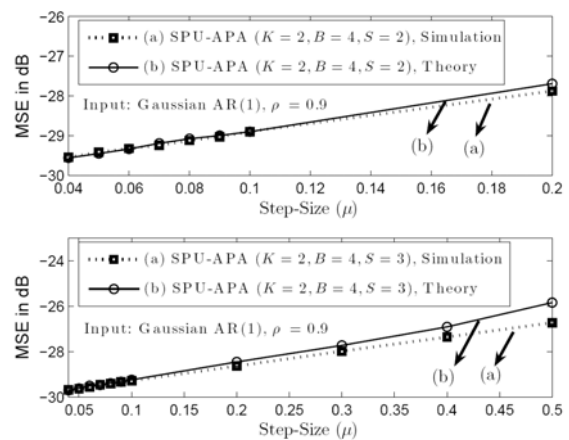 -26
-27
-28
-29
-30
MSE in dB
(a) SPU-APA (K = 2, B = 4, S = 2), Simulation
(b) SPU-APA (K = 2, B = 4, S = 2), Theory
Input: Gaussian AR(1), ρ = 0.9
(b)
(a)
0.04 0.06 0.08 0.1 0.12 0.14 0.16 0.18 0.2
Step-Size (μ)
-24
-26
-28
-30
MSE in dB
(a) SPU-APA (K = 2, B = 4, S = 3), Simulation
(b) SPU-APA (K = 2, B = 4, S = 3), Theory
Input: Gaussian AR(1), ρ = 0.9
(b)
(a)
0.05 0.1 0.15 0.2 0.25 0.3 0.35 0.4 0.45 0.5
Step-Size (μ)